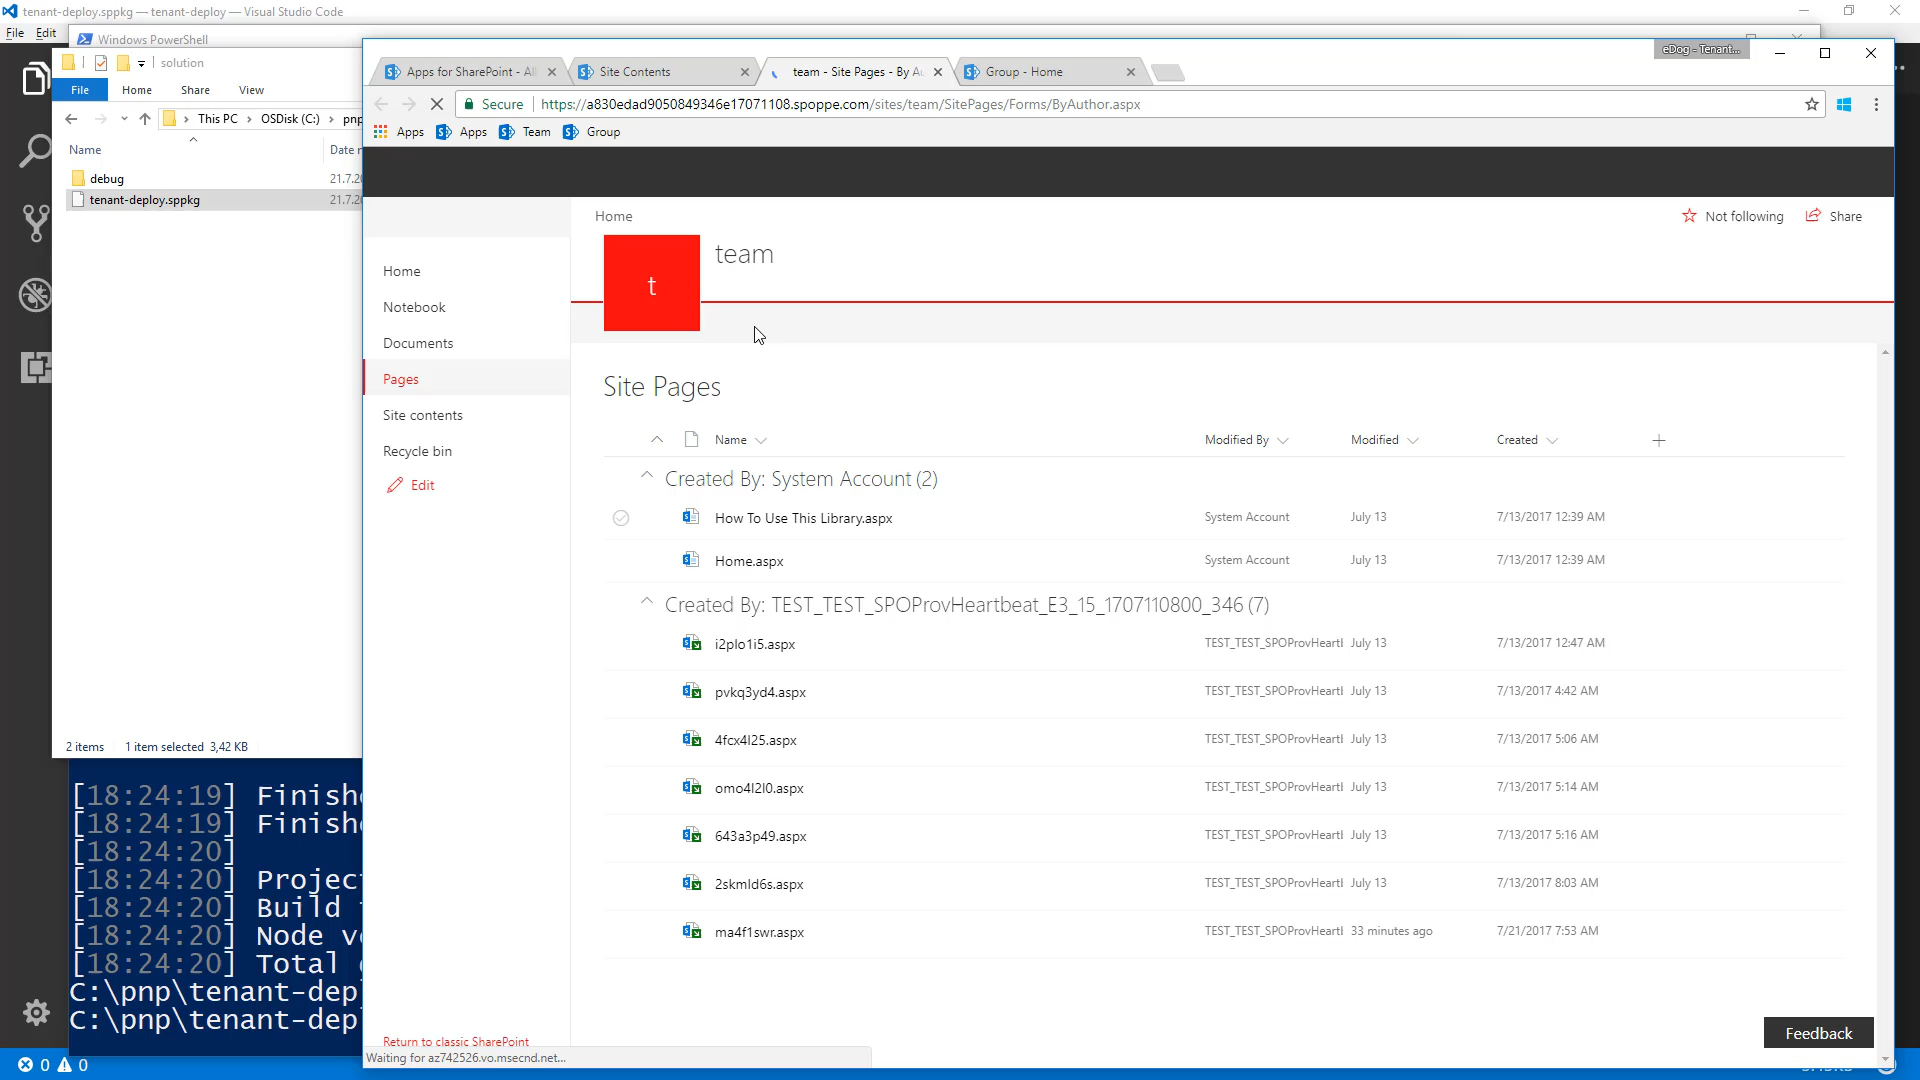 tenant-deploy.sppkg — tenant-deploy — Visual Studio Code
File Edit
Windows PowerShell
solution
File Home Share View
This PC OSDisk (C:) pnp
Name Date
debug 21.7.20
tenant-deploy.sppkg 21.7.20
2 items 1 item selected 3,42 KB
eDog - Tenant...
Apps for SharePoint - All
Site Contents
team - Site Pages - By Au
Group - Home
Secure https://a830edad9050849346e17071108.spoppe.com/sites/team/SitePages/Forms/ByAuthor.aspx
Apps Apps Team Group
Home
Not following Share
t
team
Home
Notebook
Documents
Pages
Site contents
Recycle bin
Edit
Return to classic SharePoint
Site Pages
Name Modified By Modified Created
Created By: System Account (2)
How To Use This Library.aspx System Account July 13 7/13/2017 12:39 AM
Home.aspx System Account July 13 7/13/2017 12:39 AM
Created By: TEST_TEST_SPOProvHeartbeat_E3_15_1707110800_346 (7)
i2plo1i5.aspx TEST_TEST_SPOProvHeartl July 13 7/13/2017 12:47 AM
pvkq3yd4.aspx TEST_TEST_SPOProvHeartl July 13 7/13/2017 4:42 AM
4fcx4l25.aspx TEST_TEST_SPOProvHeartl July 13 7/13/2017 5:06 AM
omo4l2l0.aspx TEST_TEST_SPOProvHeartl July 13 7/13/2017 5:14 AM
643a3p49.aspx TEST_TEST_SPOProvHeartl July 13 7/13/2017 5:16 AM
2skmld6s.aspx TEST_TEST_SPOProvHeartl July 13 7/13/2017 8:03 AM
ma4f1swr.aspx TEST_TEST_SPOProvHeartl 33 minutes ago 7/21/2017 7:53 AM
Feedback
Waiting for az742526.vo.msecnd.net...
[18:24:19] Finishe
[18:24:19] Finishe
[18:24:20]
[18:24:20] Project
[18:24:20] Build
[18:24:20] Node ve
[18:24:20] Total
C:\pnp\tenant-depl
C:\pnp\tenant-depl
0 0